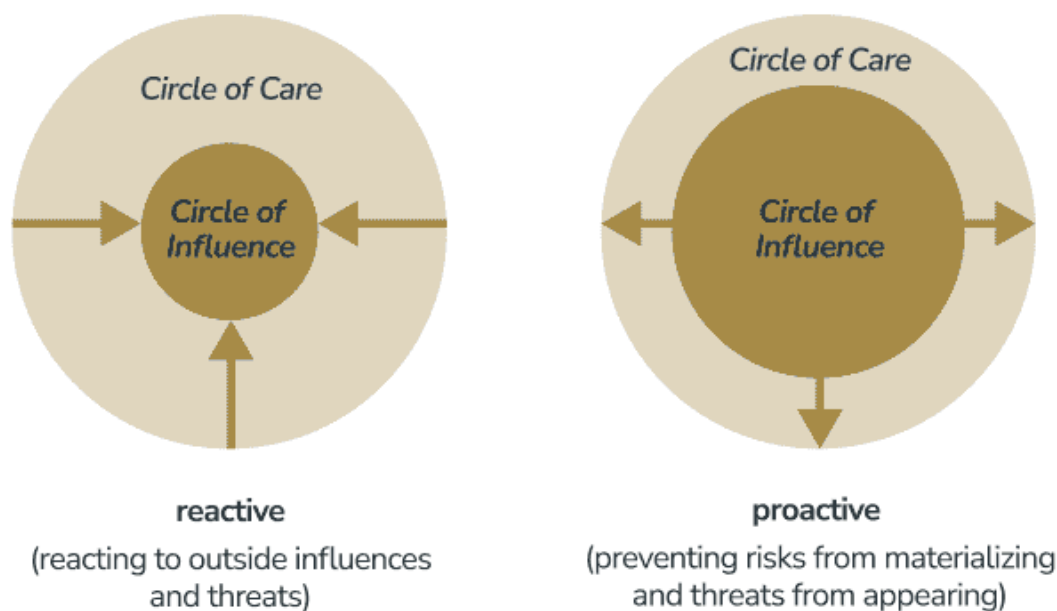 Circle of Care
Circle of
Influence
reactive
(reacting to outside influences
and threats)
Circle of Care
Circle of
Influence
proactive
(preventing risks from materializing
and threats from appearing)